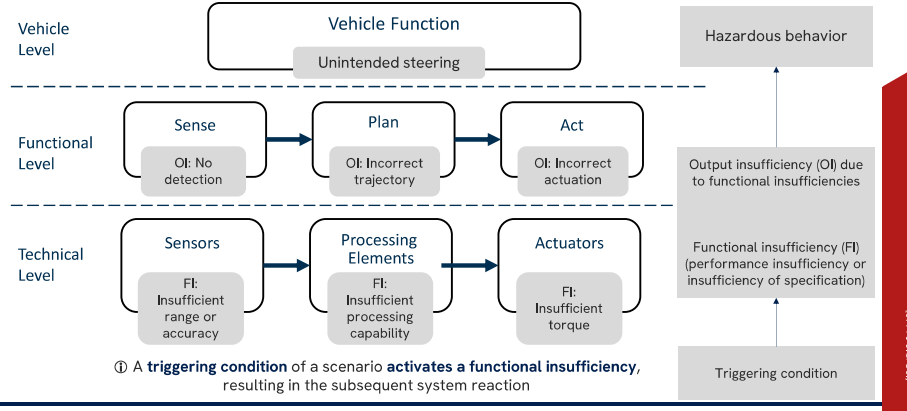 Vehicle
Level
Vehicle Function
Unintended steering
Hazardous behavior
Functional
Level
Sense
OI: No
detection
Plan
OI: Incorrect
trajectory
Act
OI: Incorrect
actuation
Output insufficiency (OI) due
to functional insufficiencies
Technical
Level
Sensors
FI:
Insufficient
range or
accuracy
Processing
Elements
FI:
Insufficient
processing
capability
Actuators
FI:
Insufficient
torque
Functional insufficiency (FI)
(performance insufficiency or
insufficiency of specification)
Triggering condition
ⓘ A triggering condition of a scenario activates a functional insufficiency,
resulting in the subsequent system reaction